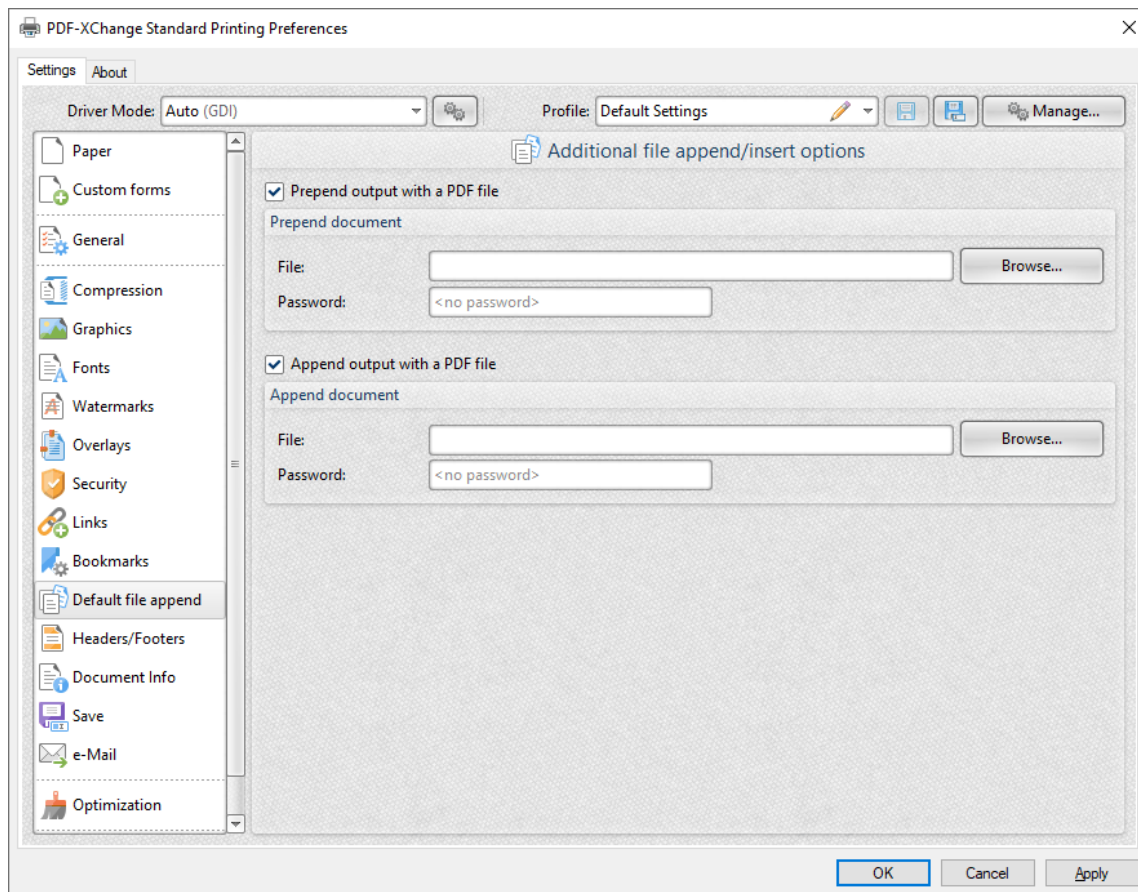 PDF-XChange Standard Printing Preferences
Settings About
Driver Mode: Auto (GDI) Profile: Default Settings Manage...
Paper
Custom forms
General
Compression
Graphics
Fonts
Watermarks
Overlays
Security
Links
Bookmarks
Default file append
Headers/Footers
Document Info
Save
e-Mail
Optimization
Additional file append/insert options
Prepend output with a PDF file
Prepend document
File: Browse...
Password: <no password>
Append output with a PDF file
Append document
File: Browse...
Password: <no password>
OK Cancel Apply